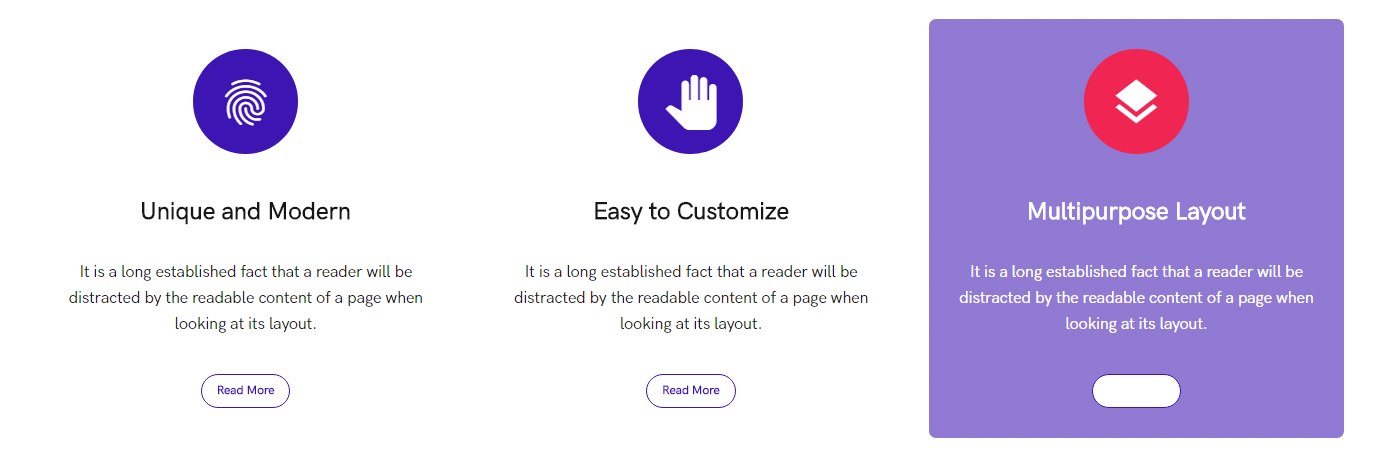 Unique and Modern
It is a long established fact that a reader will be
distracted by the readable content of a page when
looking at its layout.
Read More
Easy to Customize
It is a long established fact that a reader will be
distracted by the readable content of a page when
looking at its layout.
Read More
Multipurpose Layout
It is a long established fact that a reader will be
distracted by the readable content of a page when
looking at its layout.